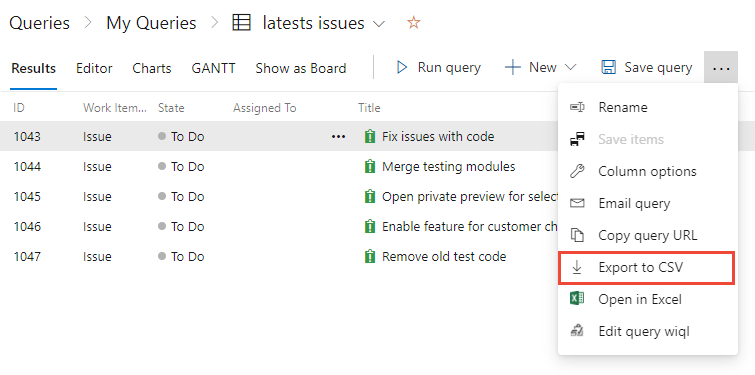 Queries > My Queries > latests issues
Results Editor Charts GANTT Show as Board Run query New Save query ...
ID Work Item... State Assigned To Title
1043 Issue To Do ... Fix issues with code
1044 Issue To Do Merge testing modules
1045 Issue To Do Open private preview for select
1046 Issue To Do Enable feature for customer ch
1047 Issue To Do Remove old test code
Rename
Save items
Column options
Email query
Copy query URL
Export to CSV
Open in Excel
Edit query wiql